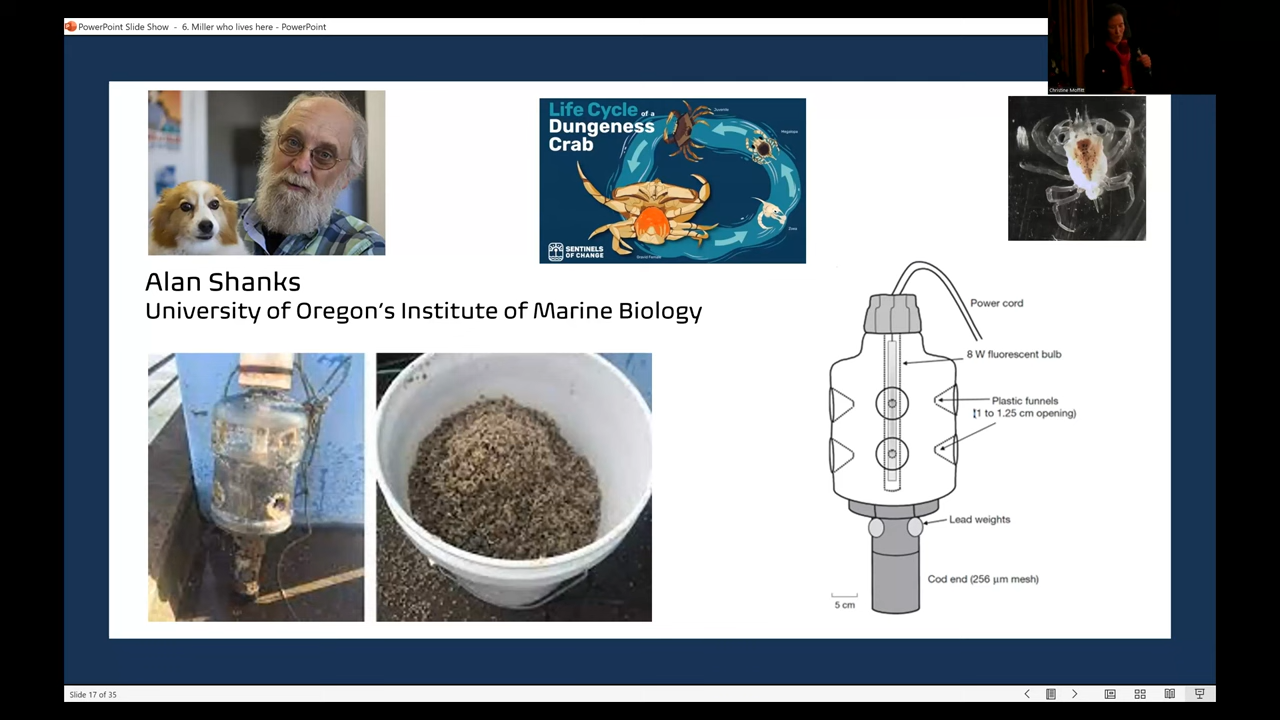 PowerPoint Slide Show - 6. Miller who lives here - PowerPoint
Christine Moffitt
Life Cycle of a
Dungeness
Crab
Juvenile
Megalopa
Zoea
Gravid Female
SENTINELS
OF CHANGE
Alan Shanks
University of Oregon's Institute of Marine Biology
Power cord
8 W fluorescent bulb
Plastic funnels
(1 to 1.25 cm opening)
Lead weights
Cod end (256 µm mesh)
5 cm
Slide 17 of 35